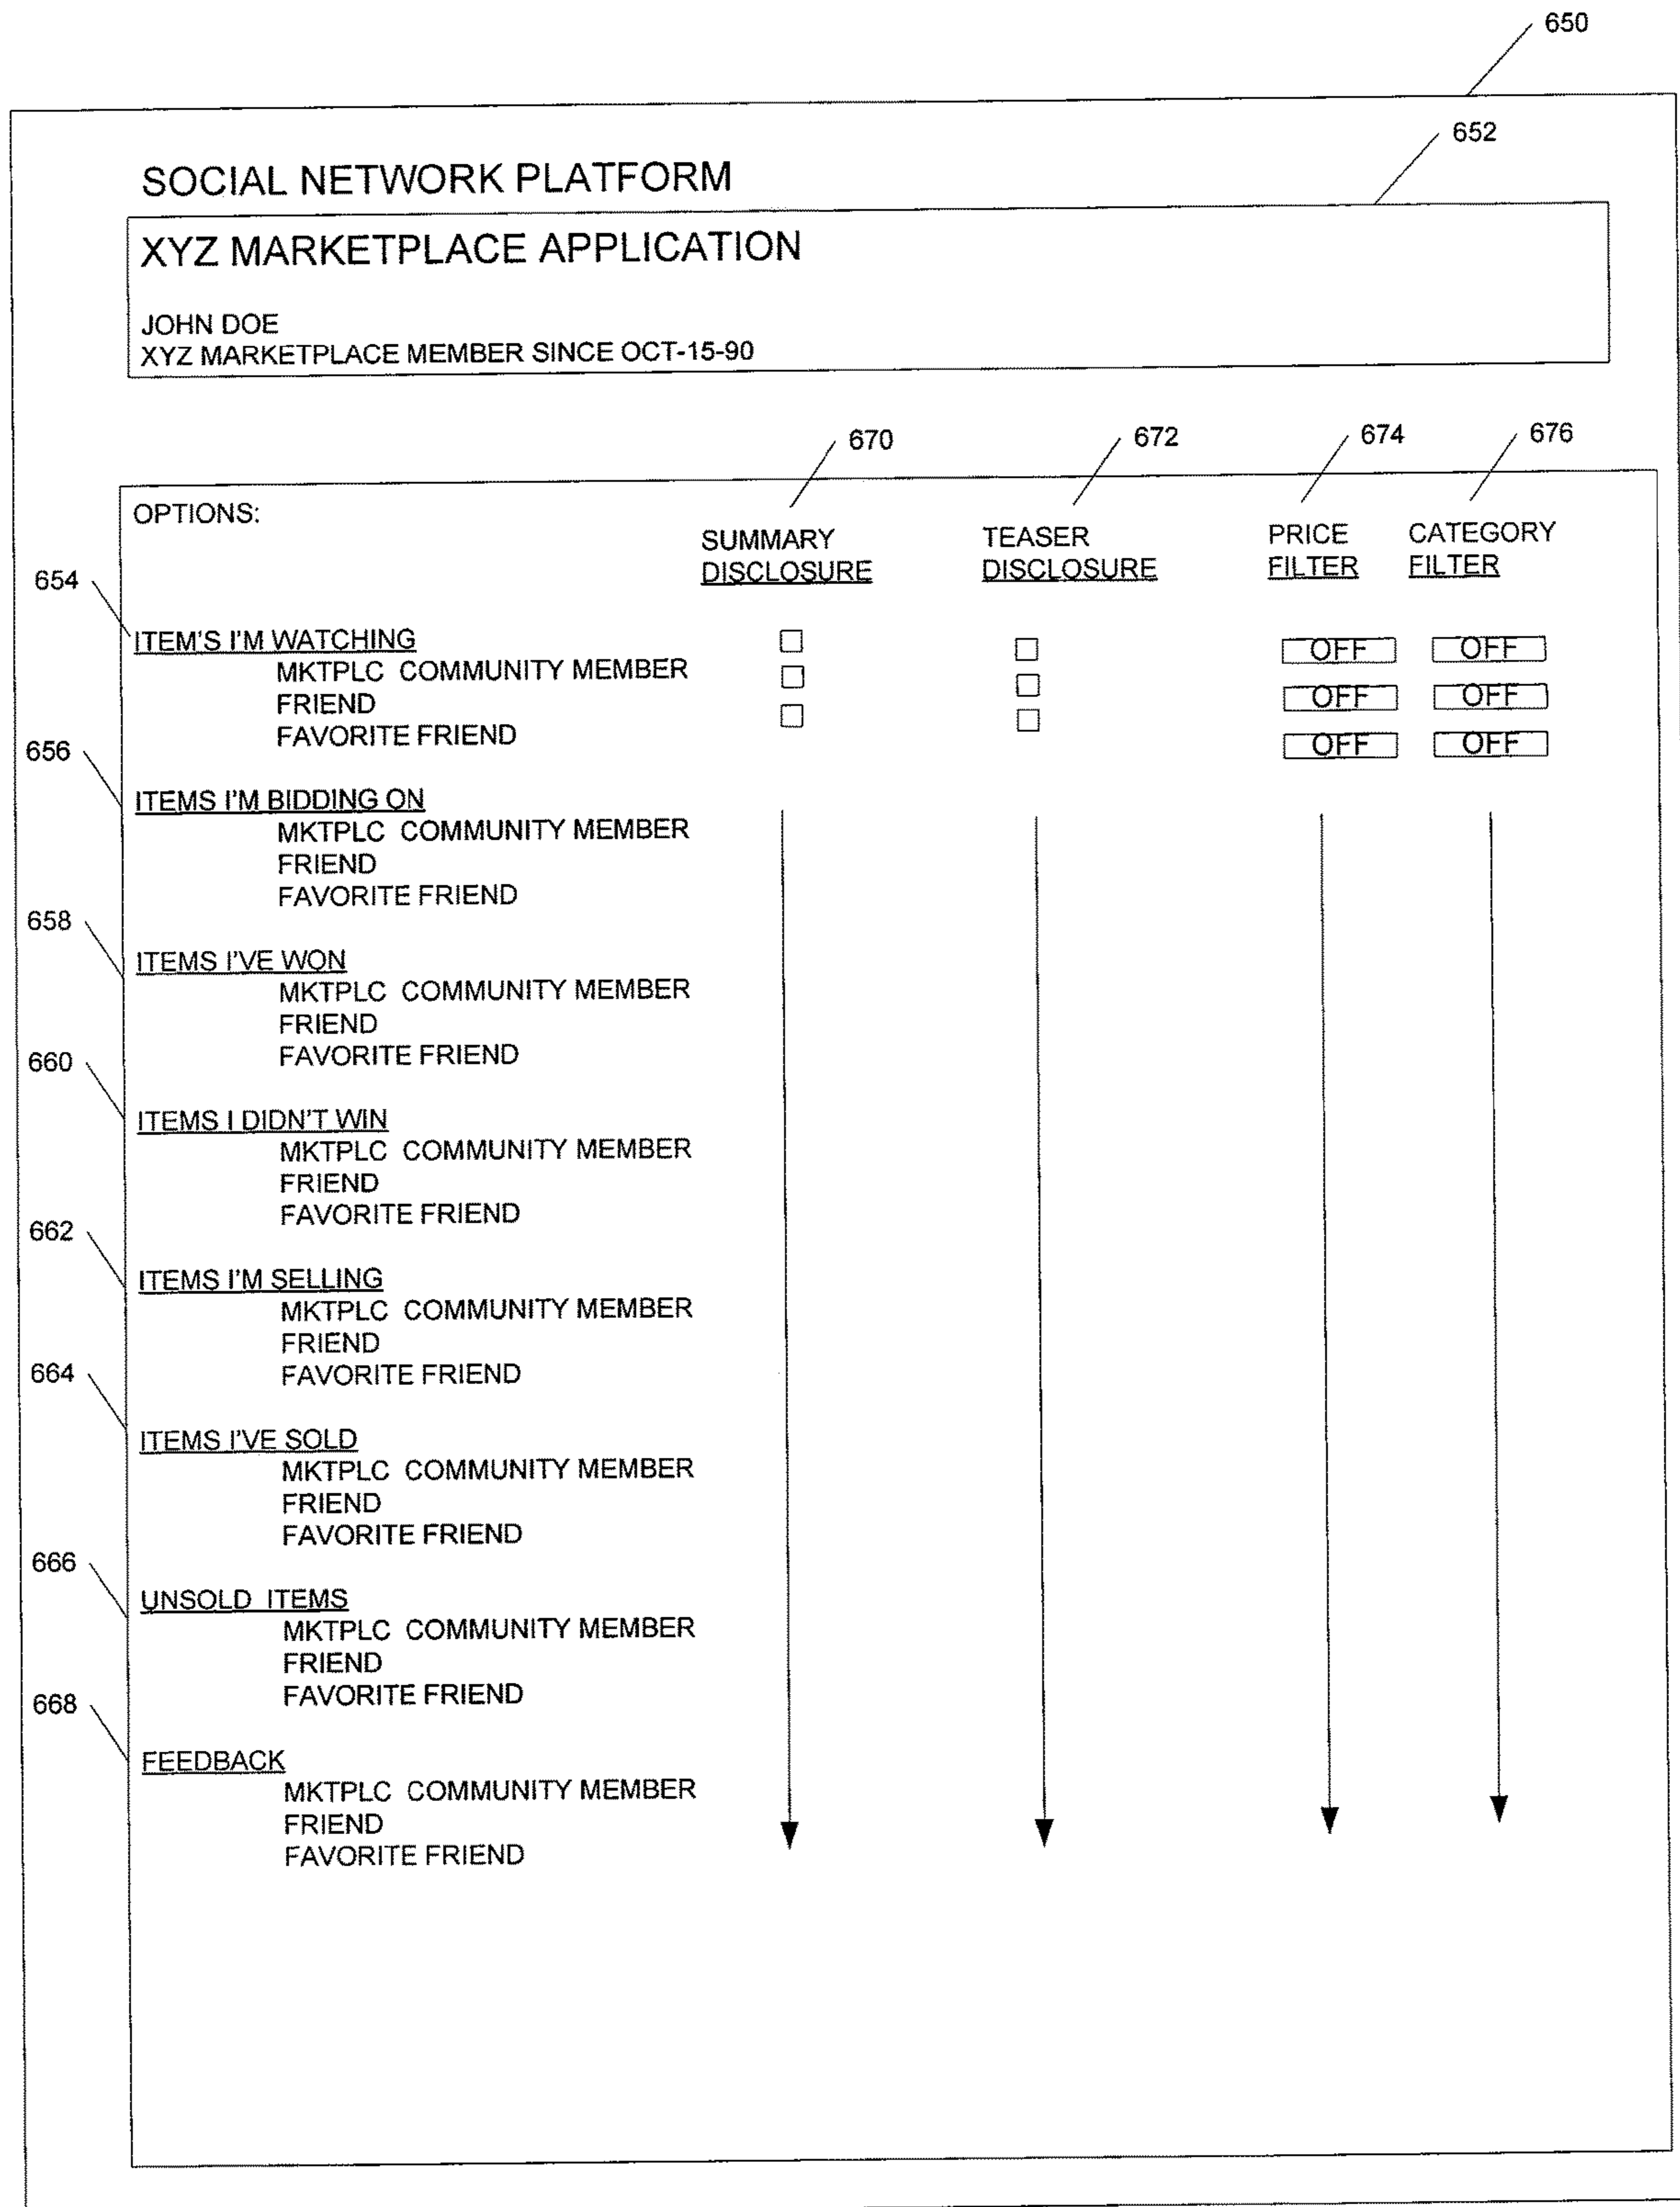 650
652
SOCIAL NETWORK PLATFORM
XYZ MARKETPLACE APPLICATION
JOHN DOE
XYZ MARKETPLACE MEMBER SINCE OCT-15-90
670 672 674 676
OPTIONS:
SUMMARY TEASER PRICE CATEGORY
DISCLOSURE DISCLOSURE FILTER FILTER
654
ITEM'S I'M WATCHING OFF OFF
MKTPLC COMMUNITY MEMBER
FRIEND OFF OFF
FAVORITE FRIEND OFF OFF
656
ITEMS I'M BIDDING ON
MKTPLC COMMUNITY MEMBER
FRIEND
FAVORITE FRIEND
658
ITEMS I'VE WON
MKTPLC COMMUNITY MEMBER
FRIEND
FAVORITE FRIEND
660
ITEMS I DIDN'T WIN
MKTPLC COMMUNITY MEMBER
FRIEND
FAVORITE FRIEND
662
ITEMS I'M SELLING
MKTPLC COMMUNITY MEMBER
FRIEND
FAVORITE FRIEND
664
ITEMS I'VE SOLD
MKTPLC COMMUNITY MEMBER
FRIEND
FAVORITE FRIEND
666
UNSOLD ITEMS
MKTPLC COMMUNITY MEMBER
FRIEND
FAVORITE FRIEND
668
FEEDBACK
MKTPLC COMMUNITY MEMBER
FRIEND
FAVORITE FRIEND